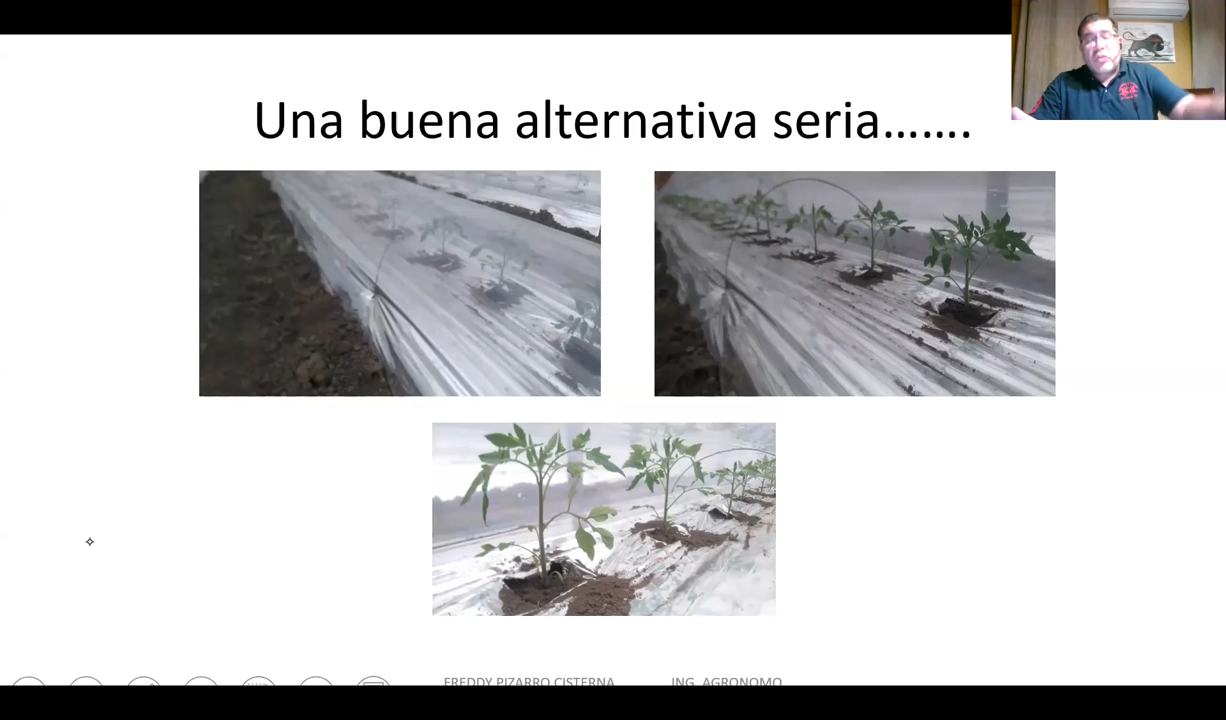 Una buena alternativa seria…….
FREDDY PIZARRO CISTERNA ING. AGRONOMO